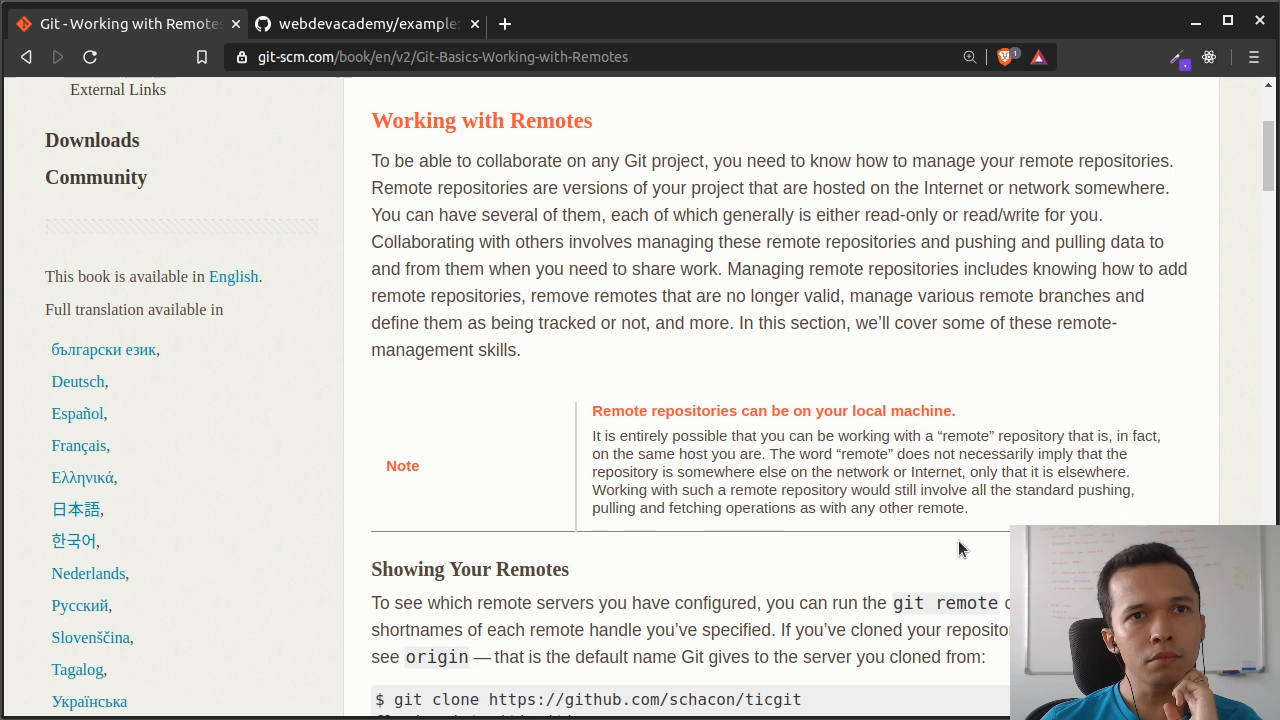 Git - Working with Remotes
webdevacademy/example
git-scm.com/book/en/v2/Git-Basics-Working-with-Remotes
1
External Links
Downloads
Community
This book is available in English.
Full translation available in
български език,
Deutsch,
Español,
Français,
Ελληνικά,
日本語,
한국어,
Nederlands,
Русский,
Slovenščina,
Tagalog,
Українська
Working with Remotes
To be able to collaborate on any Git project, you need to know how to manage your remote repositories.
Remote repositories are versions of your project that are hosted on the Internet or network somewhere.
You can have several of them, each of which generally is either read-only or read/write for you.
Collaborating with others involves managing these remote repositories and pushing and pulling data to
and from them when you need to share work. Managing remote repositories includes knowing how to add
remote repositories, remove remotes that are no longer valid, manage various remote branches and
define them as being tracked or not, and more. In this section, we’ll cover some of these remote-
management skills.
Note
Remote repositories can be on your local machine.
It is entirely possible that you can be working with a “remote” repository that is, in fact,
on the same host you are. The word “remote” does not necessarily imply that the
repository is somewhere else on the network or Internet, only that it is elsewhere.
Working with such a remote repository would still involve all the standard pushing,
pulling and fetching operations as with any other remote.
Showing Your Remotes
To see which remote servers you have configured, you can run the git remote
shortnames of each remote handle you’ve specified. If you’ve cloned your
see origin — that is the default name Git gives to the server you cloned from:
$ git clone https://github.com/schacon/ticgit